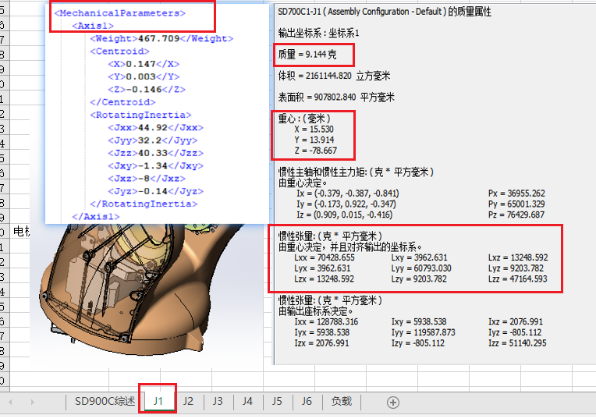 <MechanicalParameters>
<Axis1>
<Weight>467.709</Weight>
<Centroid>
<X>0.147</X>
<Y>0.003</Y>
<Z>-0.146</Z>
</Centroid>
<RotatingInertia>
<Jxx>44.92</Jxx>
<Jyy>32.2</Jyy>
<Jzz>40.33</Jzz>
<Jxy>-1.34</Jxy>
<Jxz>-8</Jxz>
<Jyz>-0.14</Jyz>
</RotatingInertia>
</Axis1>
SD700C1-J1 ( Assembly Configuration - Default ) 的质量属性
输出坐标系 : 坐标系1
质量 = 9.144 克
体积 = 2161144.820 立方毫米
表面积 = 907802.840 平方毫米
重心 : ( 毫米 )
X = 15.530
Y = 13.914
Z = -78.667
惯性主轴和惯性主力矩: ( 克 * 平方毫米 )
由重心决定。
Ix = (-0.379, -0.387, -0.841) Px = 36955.262
Iy = (-0.173, 0.922, -0.347) Py = 65001.329
Iz = (0.909, 0.015, -0.416) Pz = 76429.687
惯性张量: ( 克 * 平方毫米 )
由重心决定，并且对齐输出的坐标系。
Lxx = 70428.655 Lxy = 3962.631 Lxz = 13248.592
Lyx = 3962.631 Lyy = 60793.030 Lyz = 9203.782
Lzx = 13248.592 Lzy = 9203.782 Lzz = 47164.593
惯性张量: ( 克 * 平方毫米 )
由输出座标系决定。
Ixx = 128788.316 Ixy = 5938.538 Ixz = 2076.991
Iyx = 5938.538 Iyy = 119587.873 Iyz = -805.112
Izx = 2076.991 Izy = -805.112 Izz = 51140.295
电机
SD900C综述 J1 J2 J3 J4 J5 J6 负载